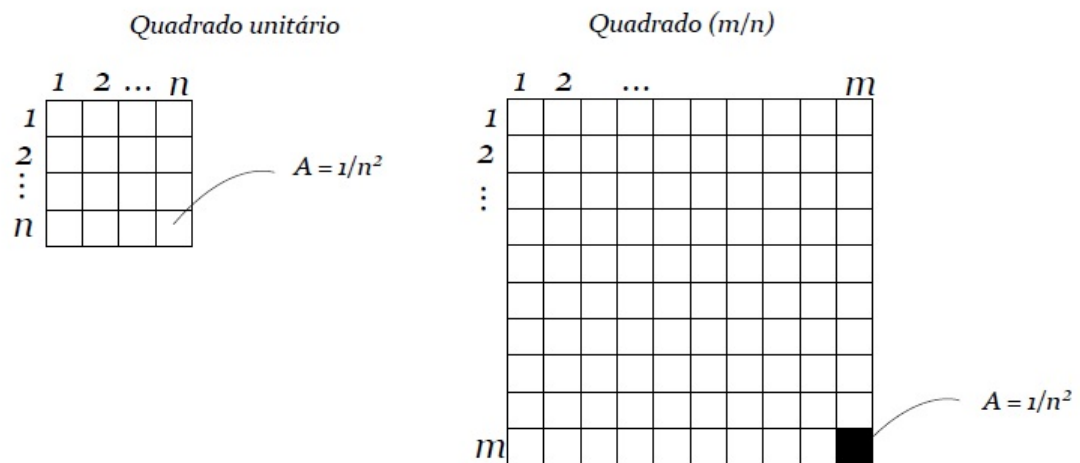 Quadrado unitário
1 2 ... n
1
2
⋮
n
A = 1/n²
Quadrado (m/n)
1 2 ... m
1
2
⋮
m
A = 1/n²